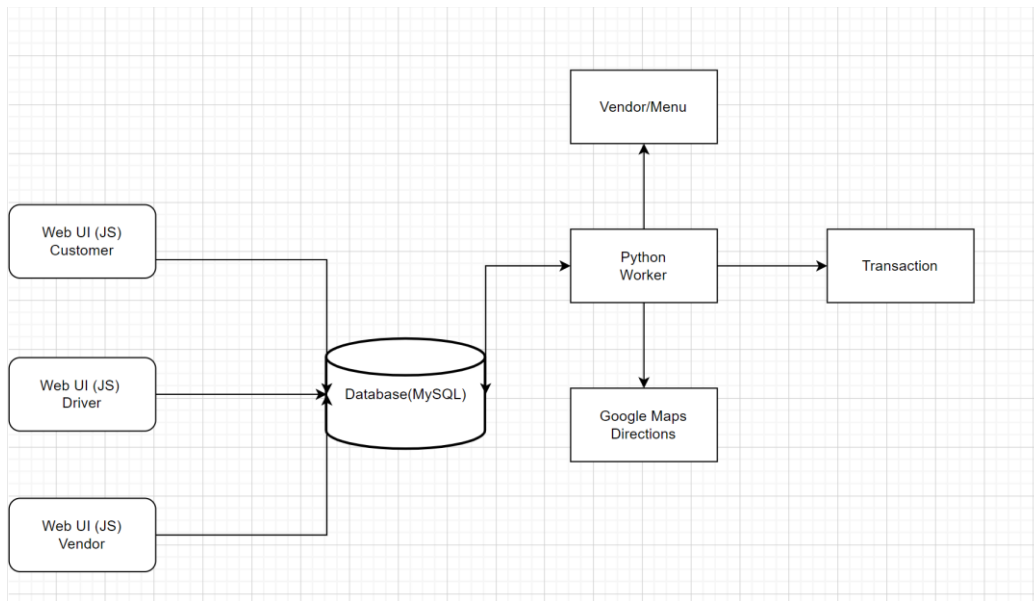 Vendor/Menu
Web UI (JS)
Customer
Python
Worker
Transaction
Web UI (JS)
Driver
Database(MySQL)
Google Maps
Directions
Web UI (JS)
Vendor